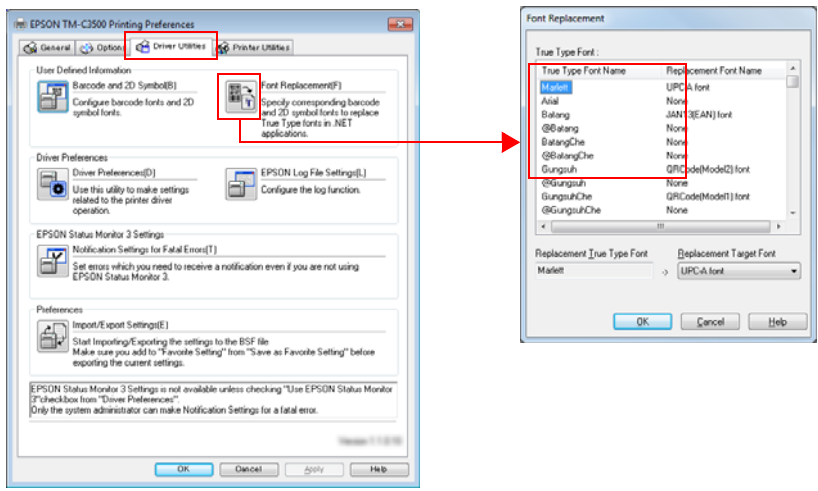 EPSON TM-C3500 Printing Preferences
General
Options
Driver Utilities
Printer Utilities
User Defined Information
Barcode and 2D Symbol(B)
Configure barcode fonts and 2D
symbol fonts.
Font Replacement(F)
Specify corresponding barcode
and 2D symbol fonts to replace
True Type fonts in .NET
applications.
Driver Preferences
Driver Preferences(D)
Use this utility to make settings
related to the printer driver
operation.
EPSON Log File Settings(L)
Configure the log function.
EPSON Status Monitor 3 Settings
Notification Settings for Fatal Errors(T)
Set errors which you need to receive a notification even if you are not using
EPSON Status Monitor 3.
Preferences
Import/Export Settings(E)
Start Importing/Exporting the settings to the BSF file
Make sure you add to "Favorite Setting" from "Save as Favorite Setting" before
exporting the current settings.
EPSON Status Monitor 3 Settings is not available unless checking "Use EPSON Status Monitor
3"checkbox from "Driver Preferences".
Only the system administrator can make Notification Settings for a fatal error.
OK Cancel Apply Help
Font Replacement
True Type Font :
True Type Font Name Replacement Font Name
Marlett UPC-A font
Arial None
Batang JAN13(EAN) font
@Batang None
BatangChe None
@BatangChe None
Gungsuh QRCode(Model2) font
@Gungsuh None
GungsuhChe QRCode(Model1) font
@GungsuhChe None
Replacement True Type Font Replacement Target Font
Marlett -> UPC-A font
OK Cancel Help